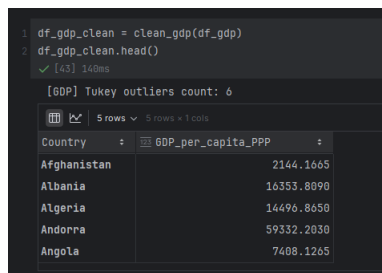 1 df_gdp_clean = clean_gdp(df_gdp)
2 df_gdp_clean.head()
✓ [43] 140ms
[GDP] Tukey outliers count: 6
5 rows 5 rows × 1 cols
Country 123 GDP_per_capita_PPP
Afghanistan 2144.1665
Albania 16353.8090
Algeria 14496.8650
Andorra 59332.2030
Angola 7408.1265